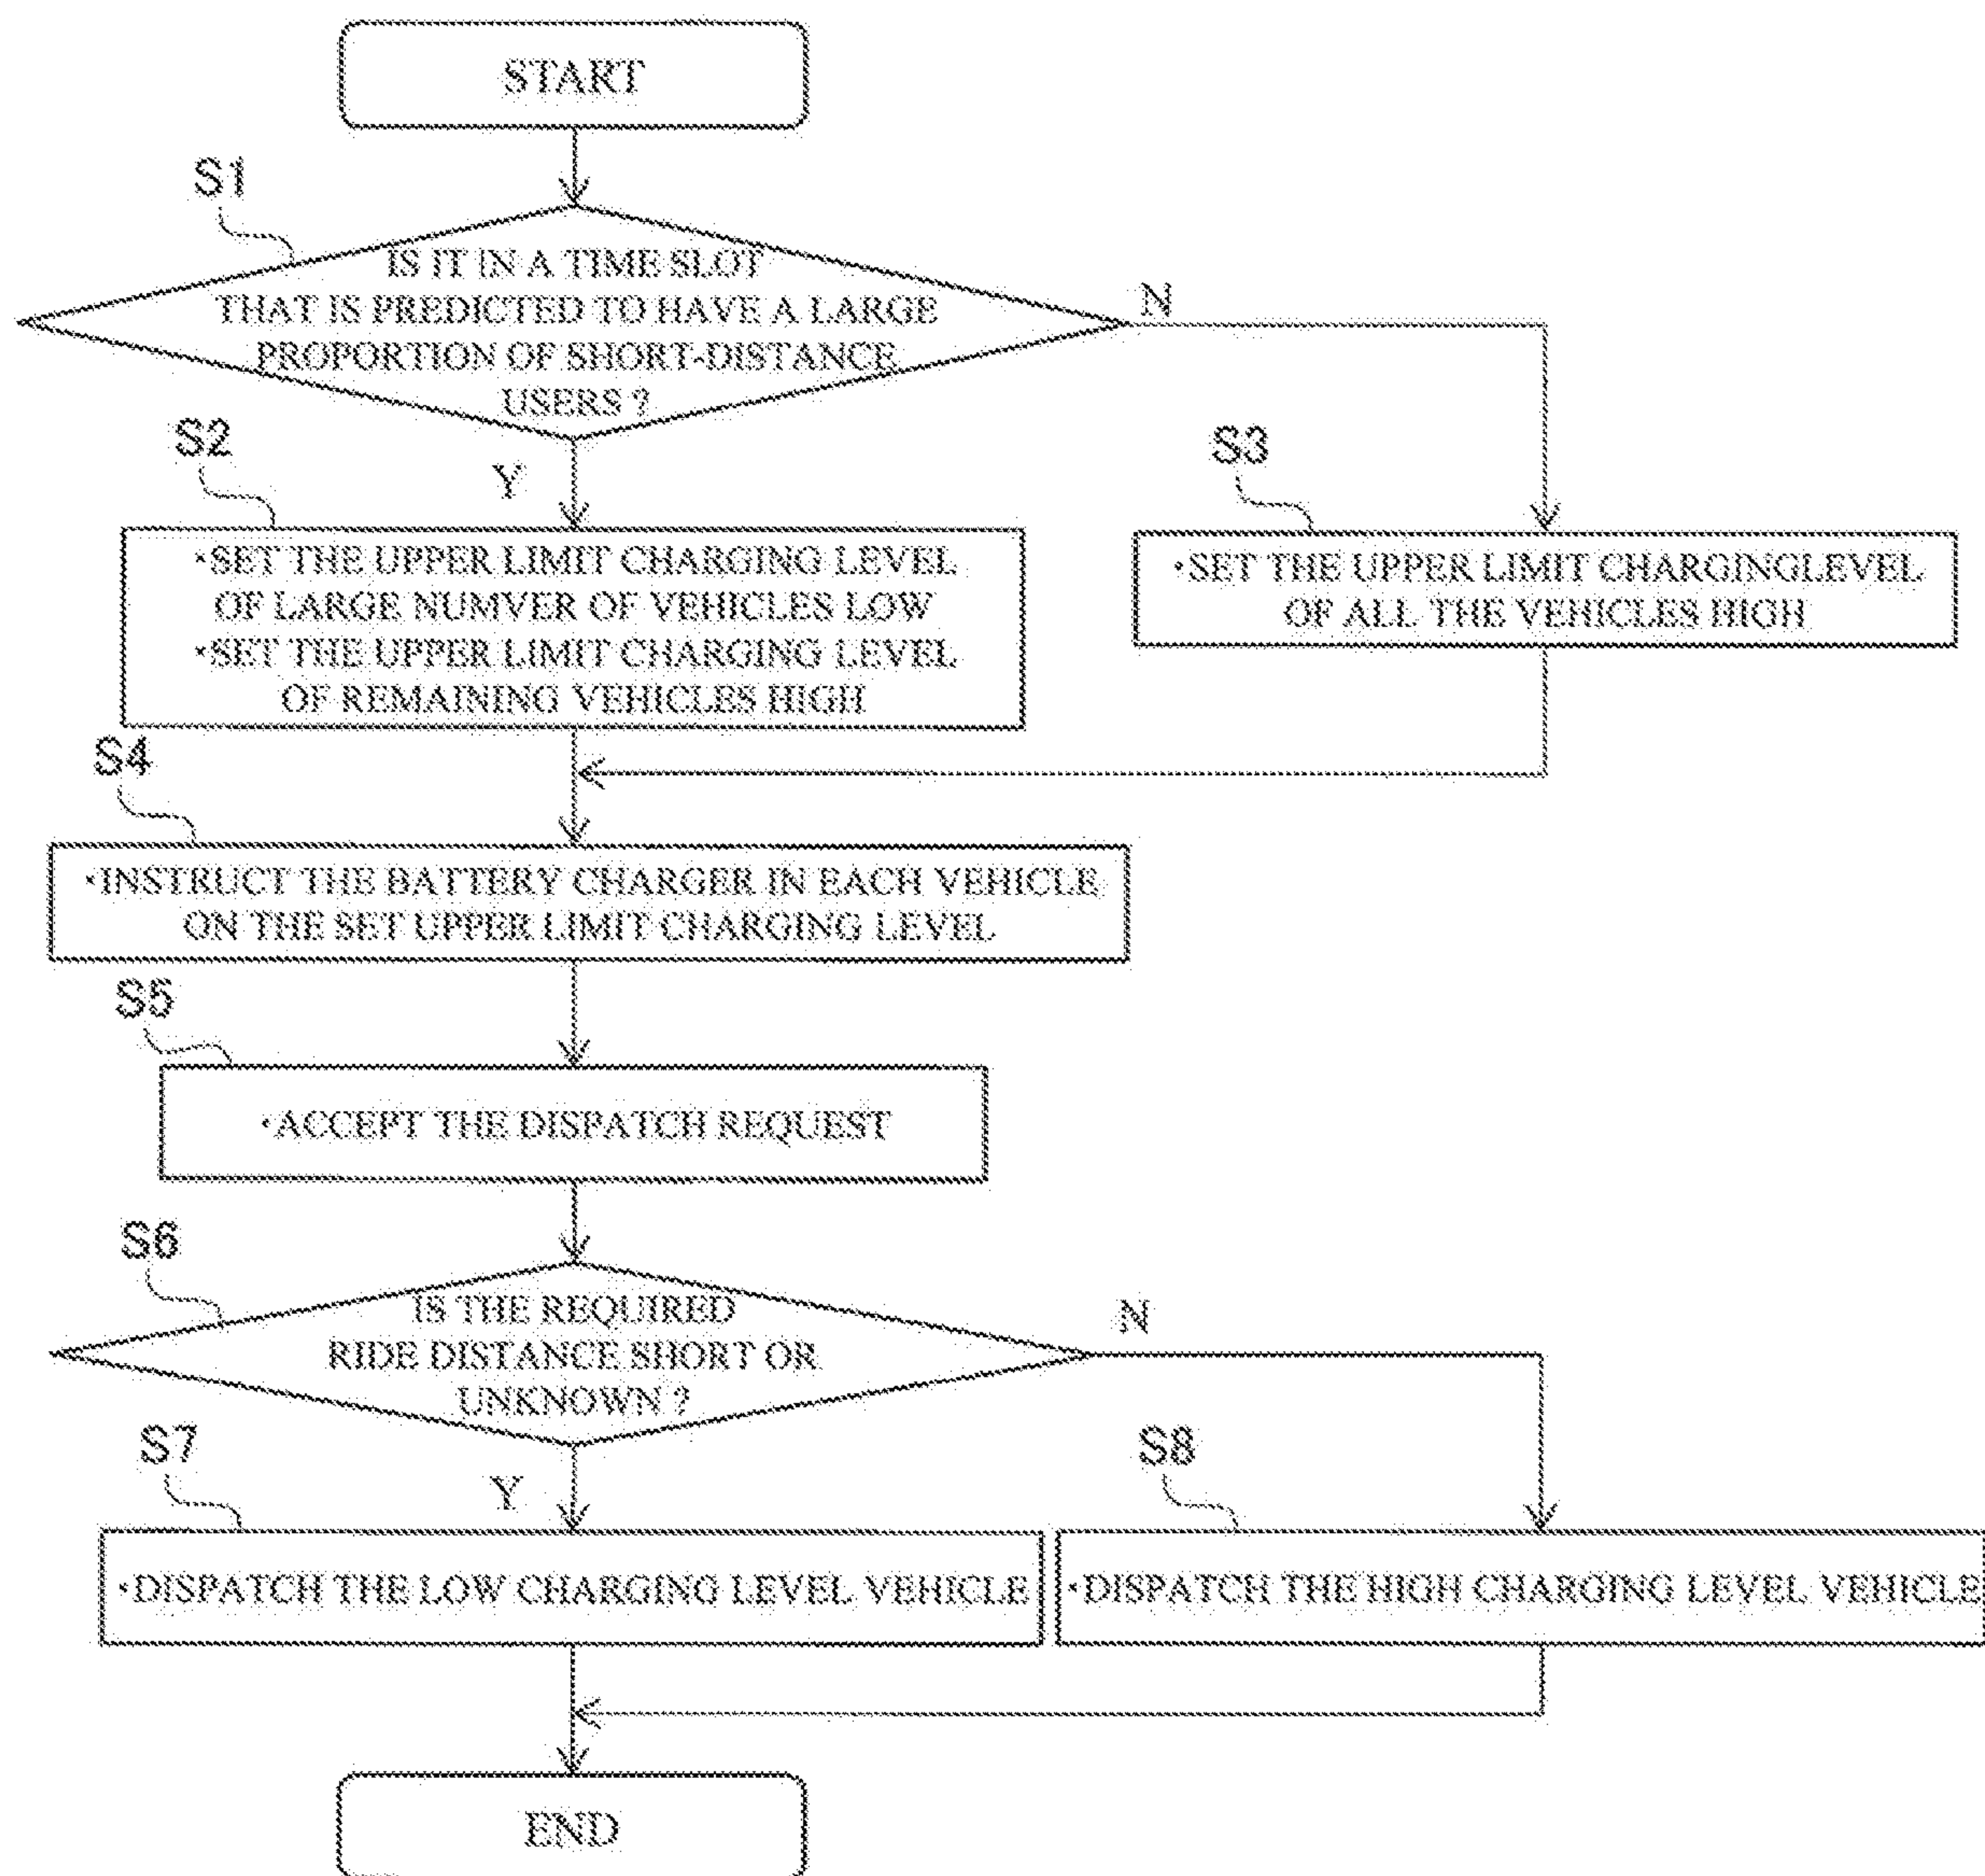 START
S1
IS IT IN A TIME SLOT
THAT IS PREDICTED TO HAVE A LARGE
PROPORTION OF SHORT-DISTANCE
USERS ?
N
Y
S2
•SET THE UPPER LIMIT CHARGING LEVEL
OF LARGE NUMVER OF VEHICLES LOW
•SET THE UPPER LIMIT CHARGING LEVEL
OF REMAINING VEHICLES HIGH
S3
•SET THE UPPER LIMIT CHARGINGLEVEL
OF ALL THE VEHICLES HIGH
S4
•INSTRUCT THE BATTERY CHARGER IN EACH VEHICLE
ON THE SET UPPER LIMIT CHARGING LEVEL
S5
•ACCEPT THE DISPATCH REQUEST
S6
IS THE REQUIRED
RIDE DISTANCE SHORT OR
UNKNOWN ?
N
Y
S7
•DISPATCH THE LOW CHARGING LEVEL VEHICLE
S8
•DISPATCH THE HIGH CHARGING LEVEL VEHICLE
END